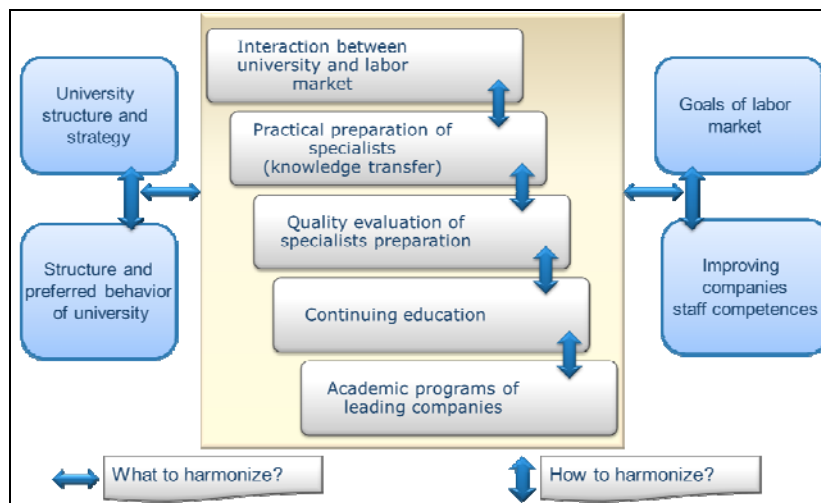 University
structure and
strategy
Structure and
preferred behavior
of university
Interaction between
university and labor
market
Practical preparation of
specialists
(knowledge transfer)
Quality evaluation of
specialists preparation
Continuing education
Academic programs of
leading companies
Goals of labor
market
Improving
companies
staff competences
What to harmonize?
How to harmonize?